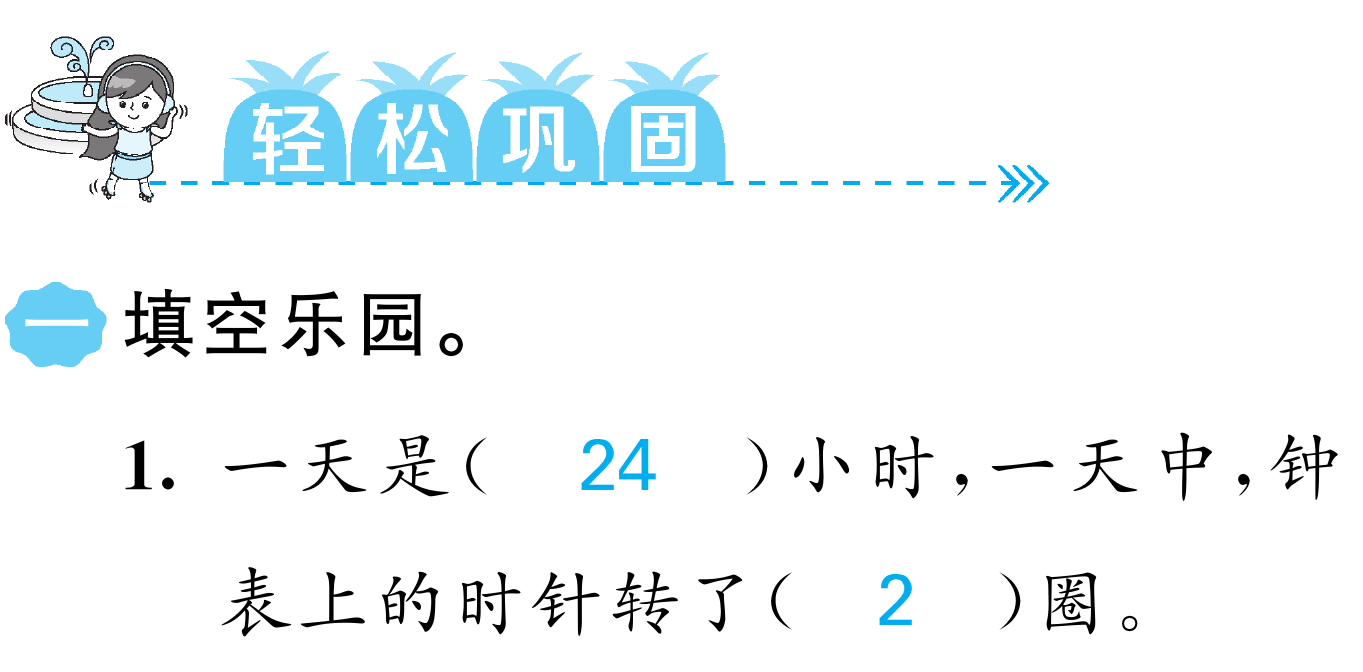 轻松巩固
一 填空乐园。
1. 一天是( 24 )小时,一天中,钟
表上的时针转了( 2 )圈。